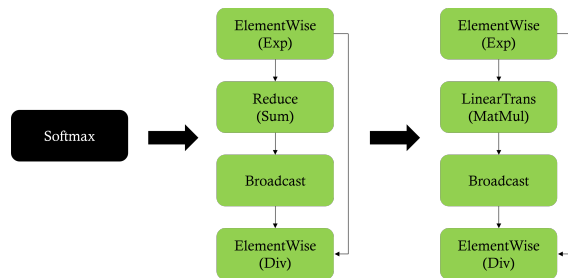 Softmax
ElementWise
(Exp)
Reduce
(Sum)
Broadcast
ElementWise
(Div)
ElementWise
(Exp)
LinearTrans
(MatMul)
Broadcast
ElementWise
(Div)